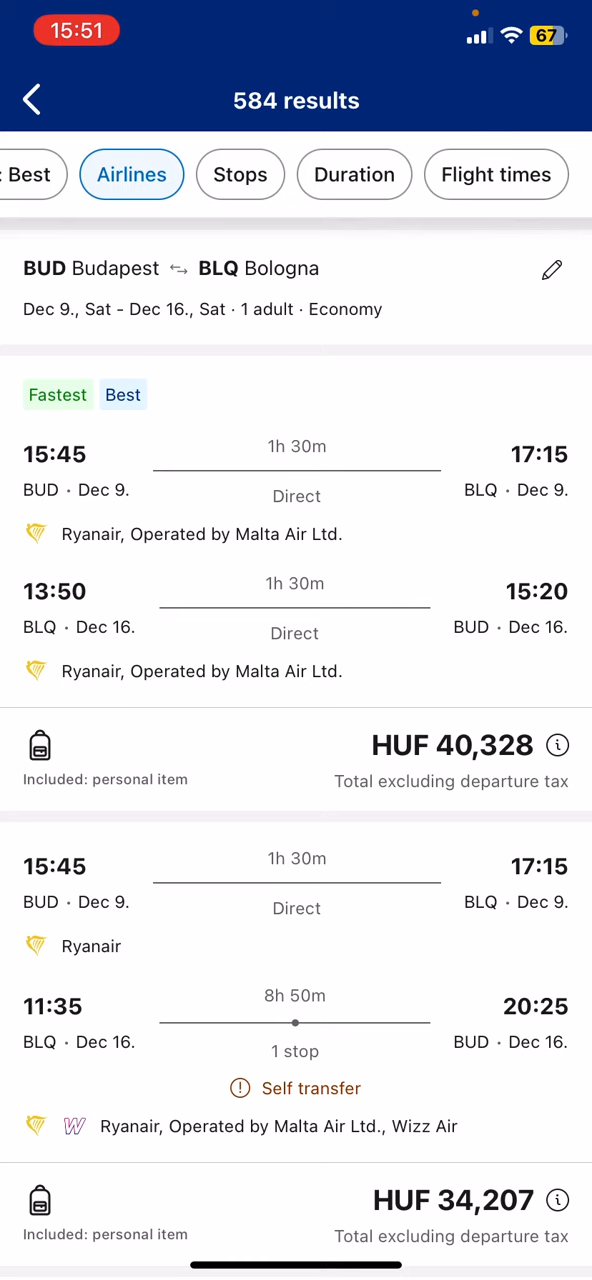 15:51
67
584 results
: Best
Airlines
Stops
Duration
Flight times
BUD Budapest ⇆ BLQ Bologna
Dec 9., Sat - Dec 16., Sat · 1 adult · Economy
Fastest Best
15:45 1h 30m 17:15
BUD · Dec 9. Direct BLQ · Dec 9.
Ryanair, Operated by Malta Air Ltd.
13:50 1h 30m 15:20
BLQ · Dec 16. Direct BUD · Dec 16.
Ryanair, Operated by Malta Air Ltd.
HUF 40,328
Included: personal item Total excluding departure tax
15:45 1h 30m 17:15
BUD · Dec 9. Direct BLQ · Dec 9.
Ryanair
11:35 8h 50m 20:25
BLQ · Dec 16. 1 stop BUD · Dec 16.
Self transfer
Ryanair, Operated by Malta Air Ltd., Wizz Air
HUF 34,207
Included: personal item Total excluding departure tax